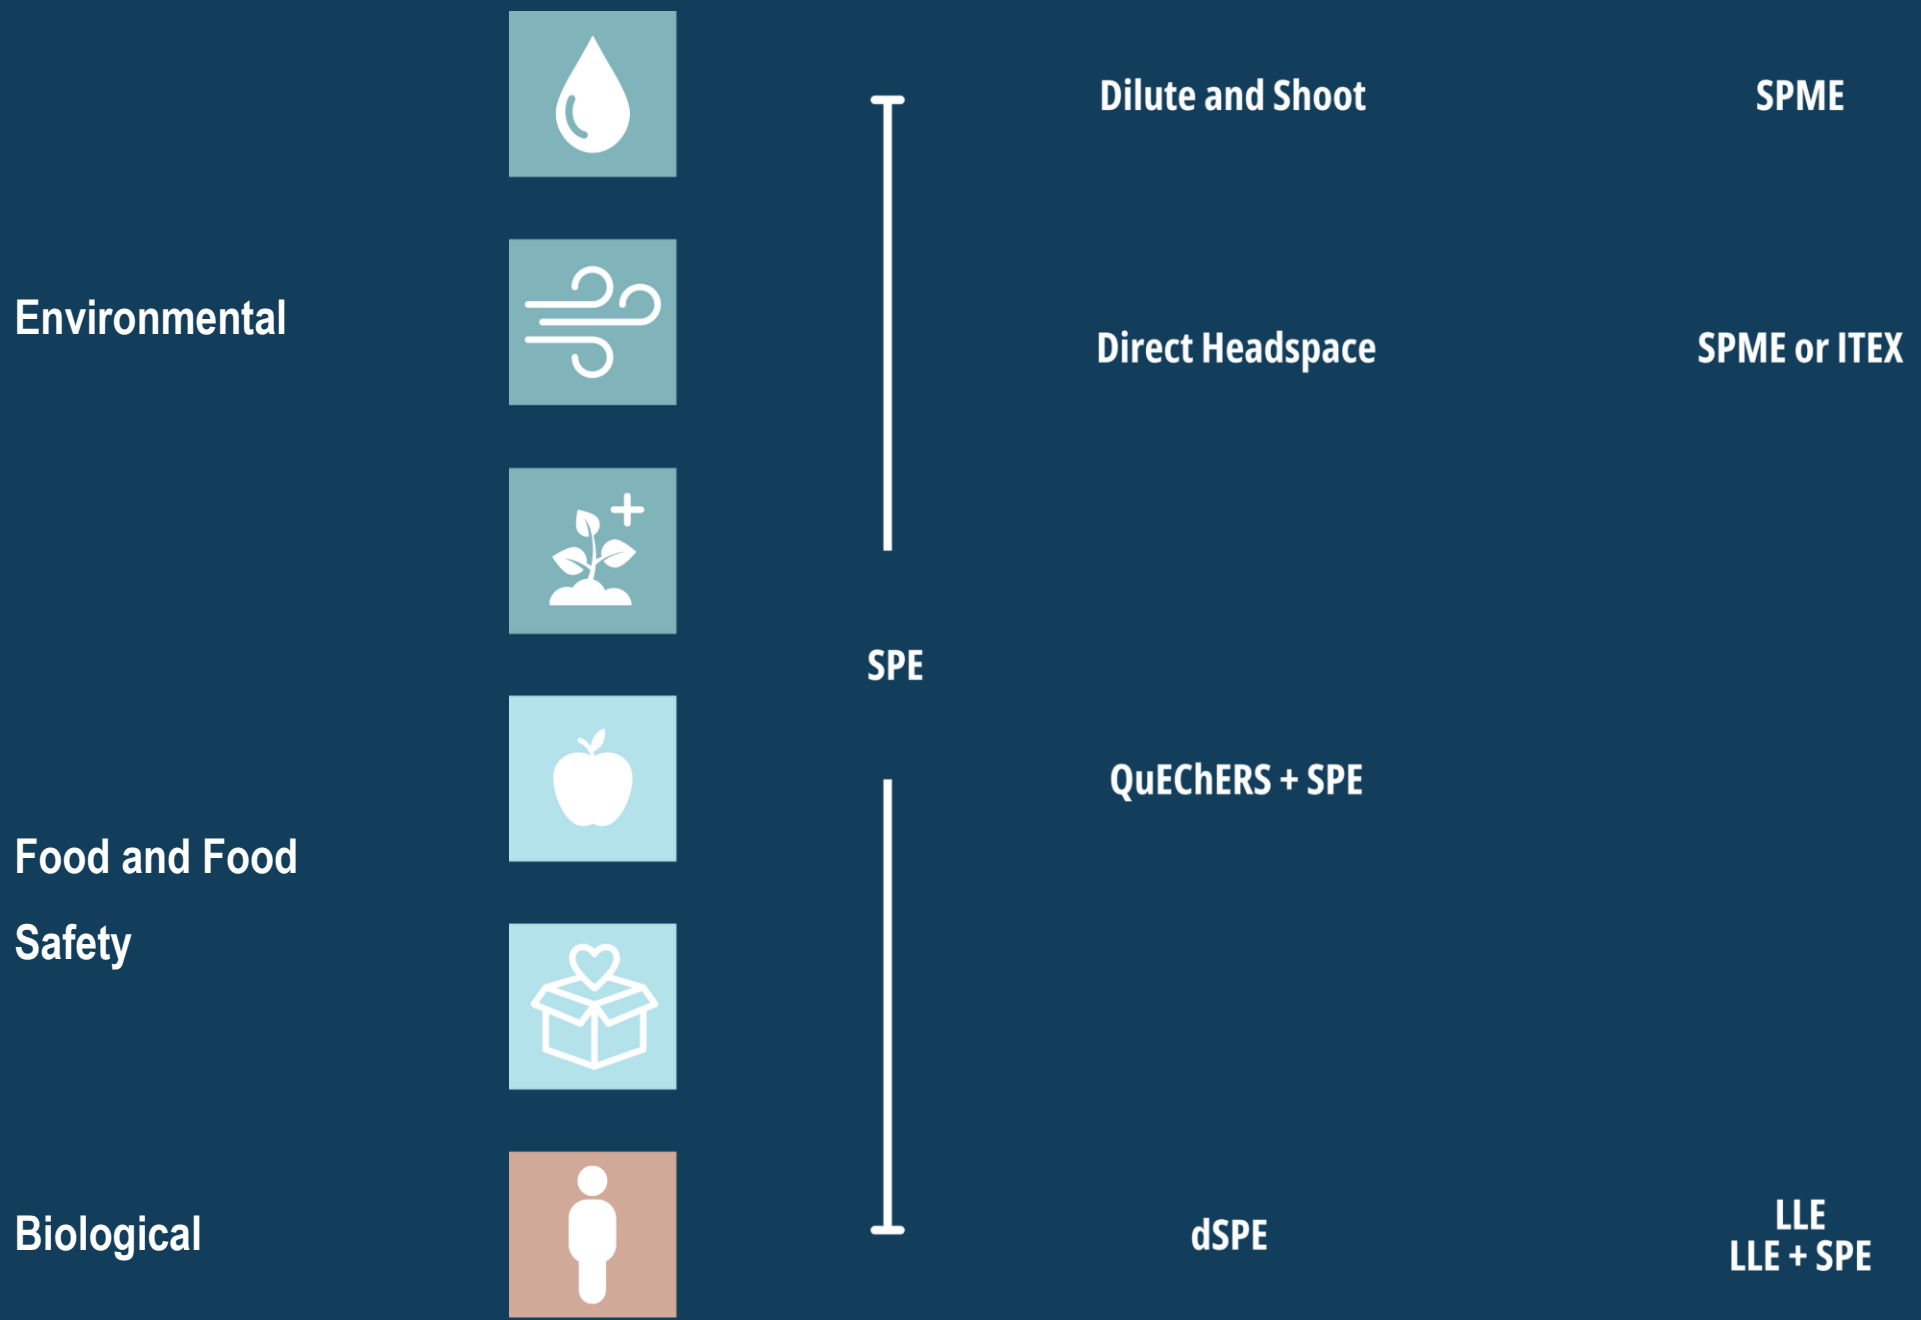 Dilute and Shoot
SPME
Environmental
Direct Headspace
SPME or ITEX
SPE
QuEChERS + SPE
Food and Food
Safety
Biological
dSPE
LLE
LLE + SPE